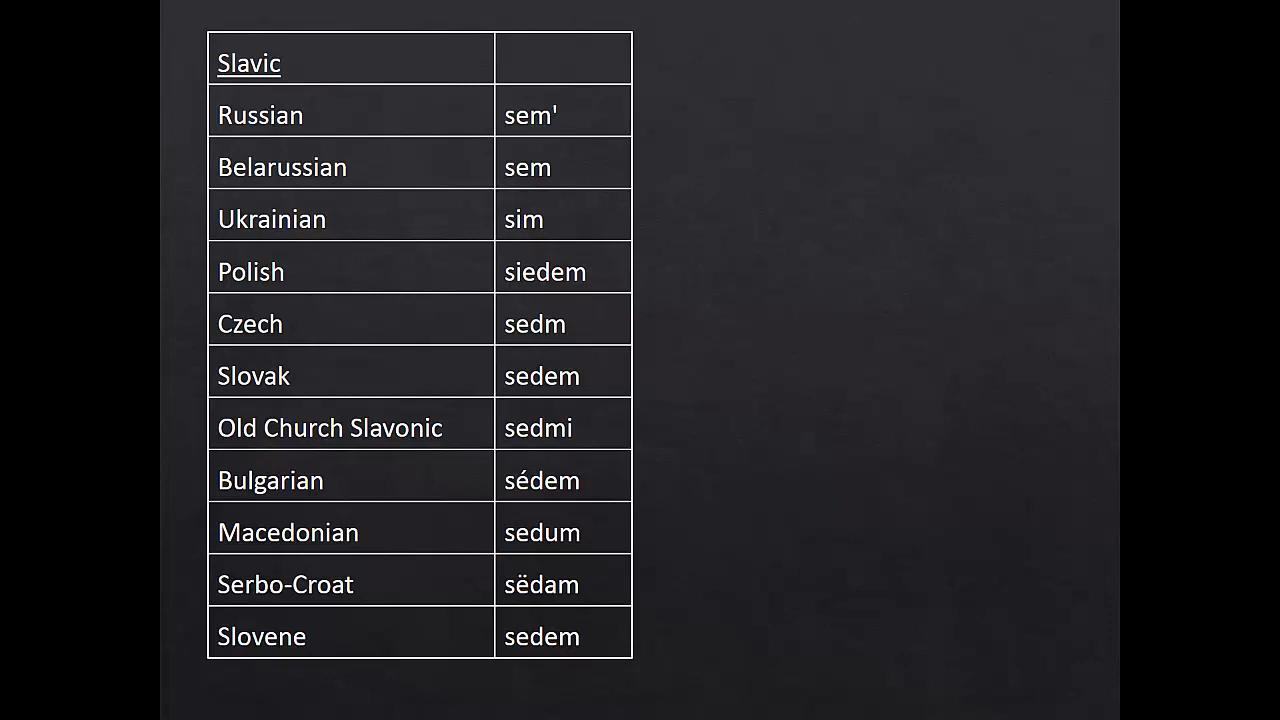 Slavic
Russian sem'
Belarussian sem
Ukrainian sim
Polish siedem
Czech sedm
Slovak sedem
Old Church Slavonic sedmi
Bulgarian sédem
Macedonian sedum
Serbo-Croat sëdam
Slovene sedem